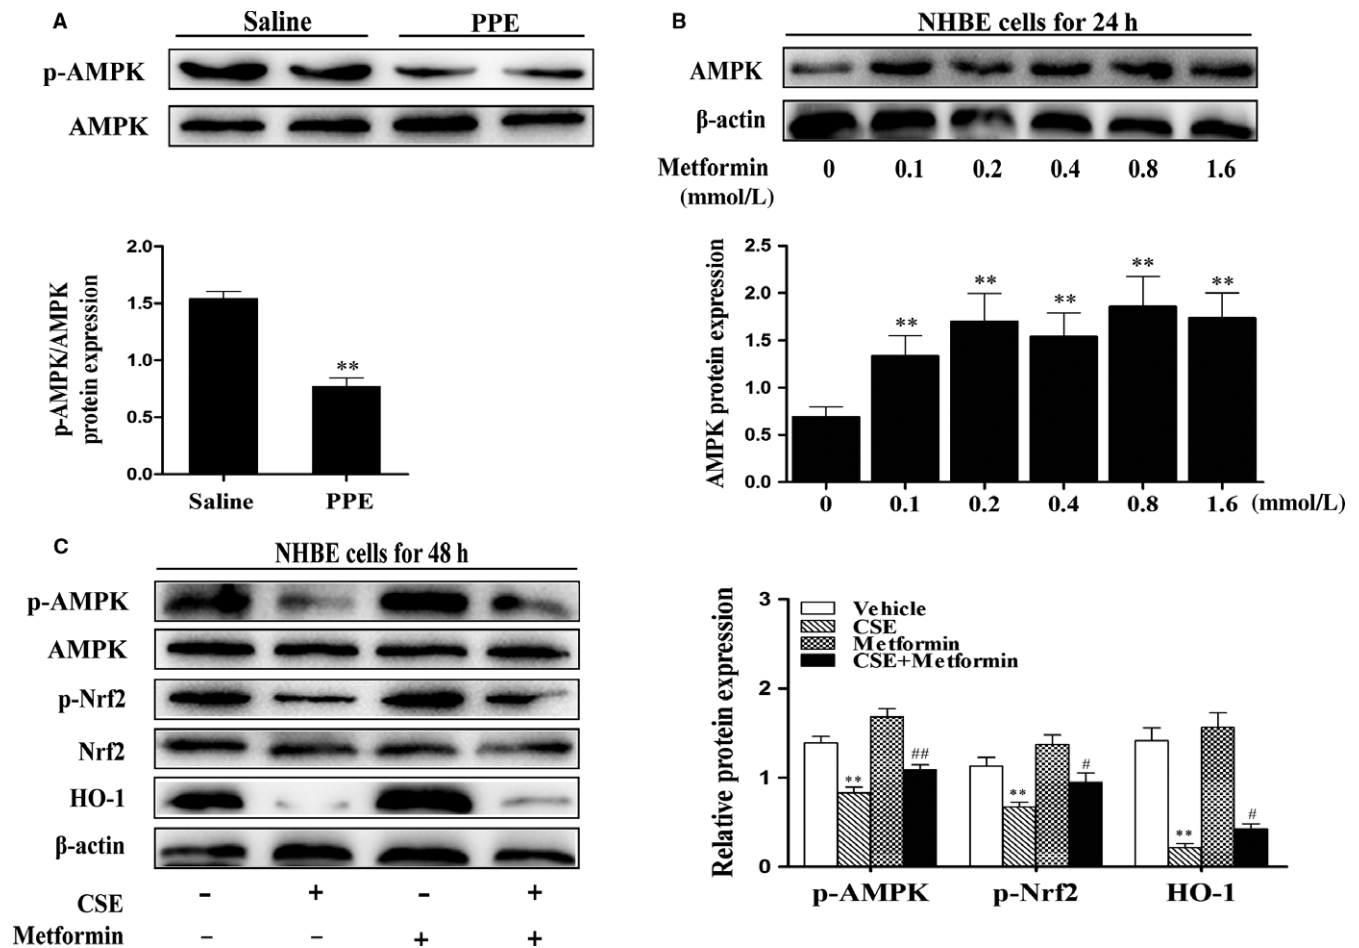 A
Saline PPE
p-AMPK
AMPK
p-AMPK/AMPK
protein expression
2.0
1.5
1.0
0.5
0.0
**
Saline PPE
B
NHBE cells for 24 h
AMPK
β-actin
Metformin 0 0.1 0.2 0.4 0.8 1.6
(mmol/L)
AMPK protein expression
2.5
2.0
1.5
1.0
0.5
0.0
** ** ** ** **
0 0.1 0.2 0.4 0.8 1.6 (mmol/L)
C
NHBE cells for 48 h
p-AMPK
AMPK
p-Nrf2
Nrf2
HO-1
β-actin
CSE – + – +
Metformin – – + +
Relative protein expression
3
2
1
0
Vehicle
CSE
Metformin
CSE+Metformin
** ## ** # ** #
p-AMPK p-Nrf2 HO-1